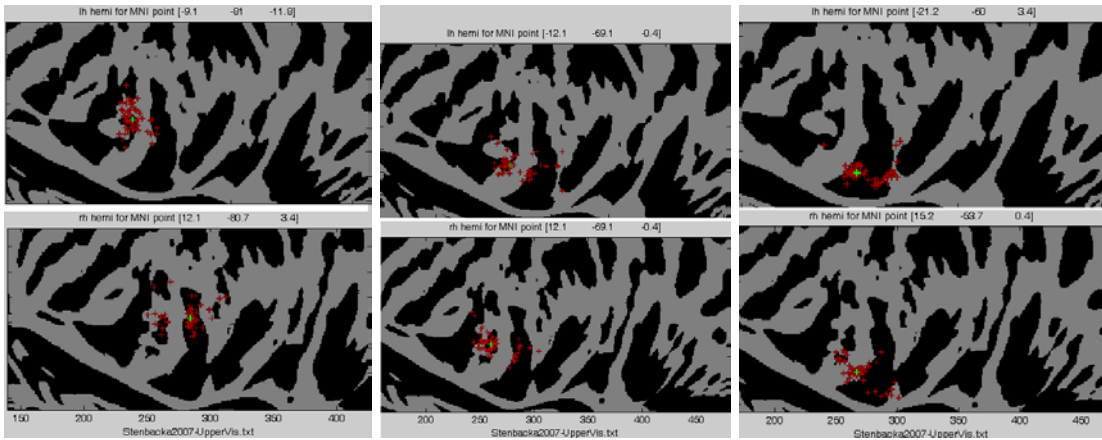 lh hemi for MNI point [-9.1 -81 -11.9]
lh hemi for MNI point [-12.1 -69.1 -0.4]
lh hemi for MNI point [-21.2 -60 3.4]
rh hemi for MNI point [12.1 -80.7 3.4]
rh hemi for MNI point [12.1 -69.1 -0.4]
rh hemi for MNI point [15.2 -53.7 0.4]
150 200 250 300 350 400
200 250 300 350 400
200 250 300 350 400 450
Stenbacka2007-UpperVis.txt
Stenbacka2007-UpperVis.txt
Stenbacka2007-UpperVis.txt